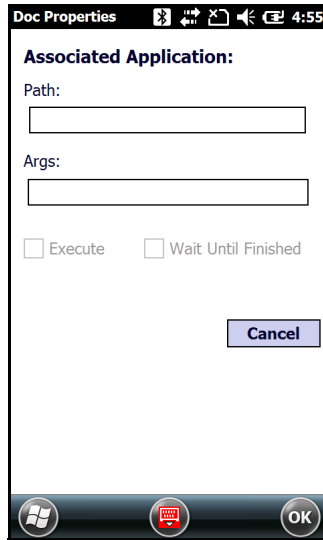 Doc Properties 4:55
Associated Application:
Path:
Args:
Execute Wait Until Finished
Cancel
OK